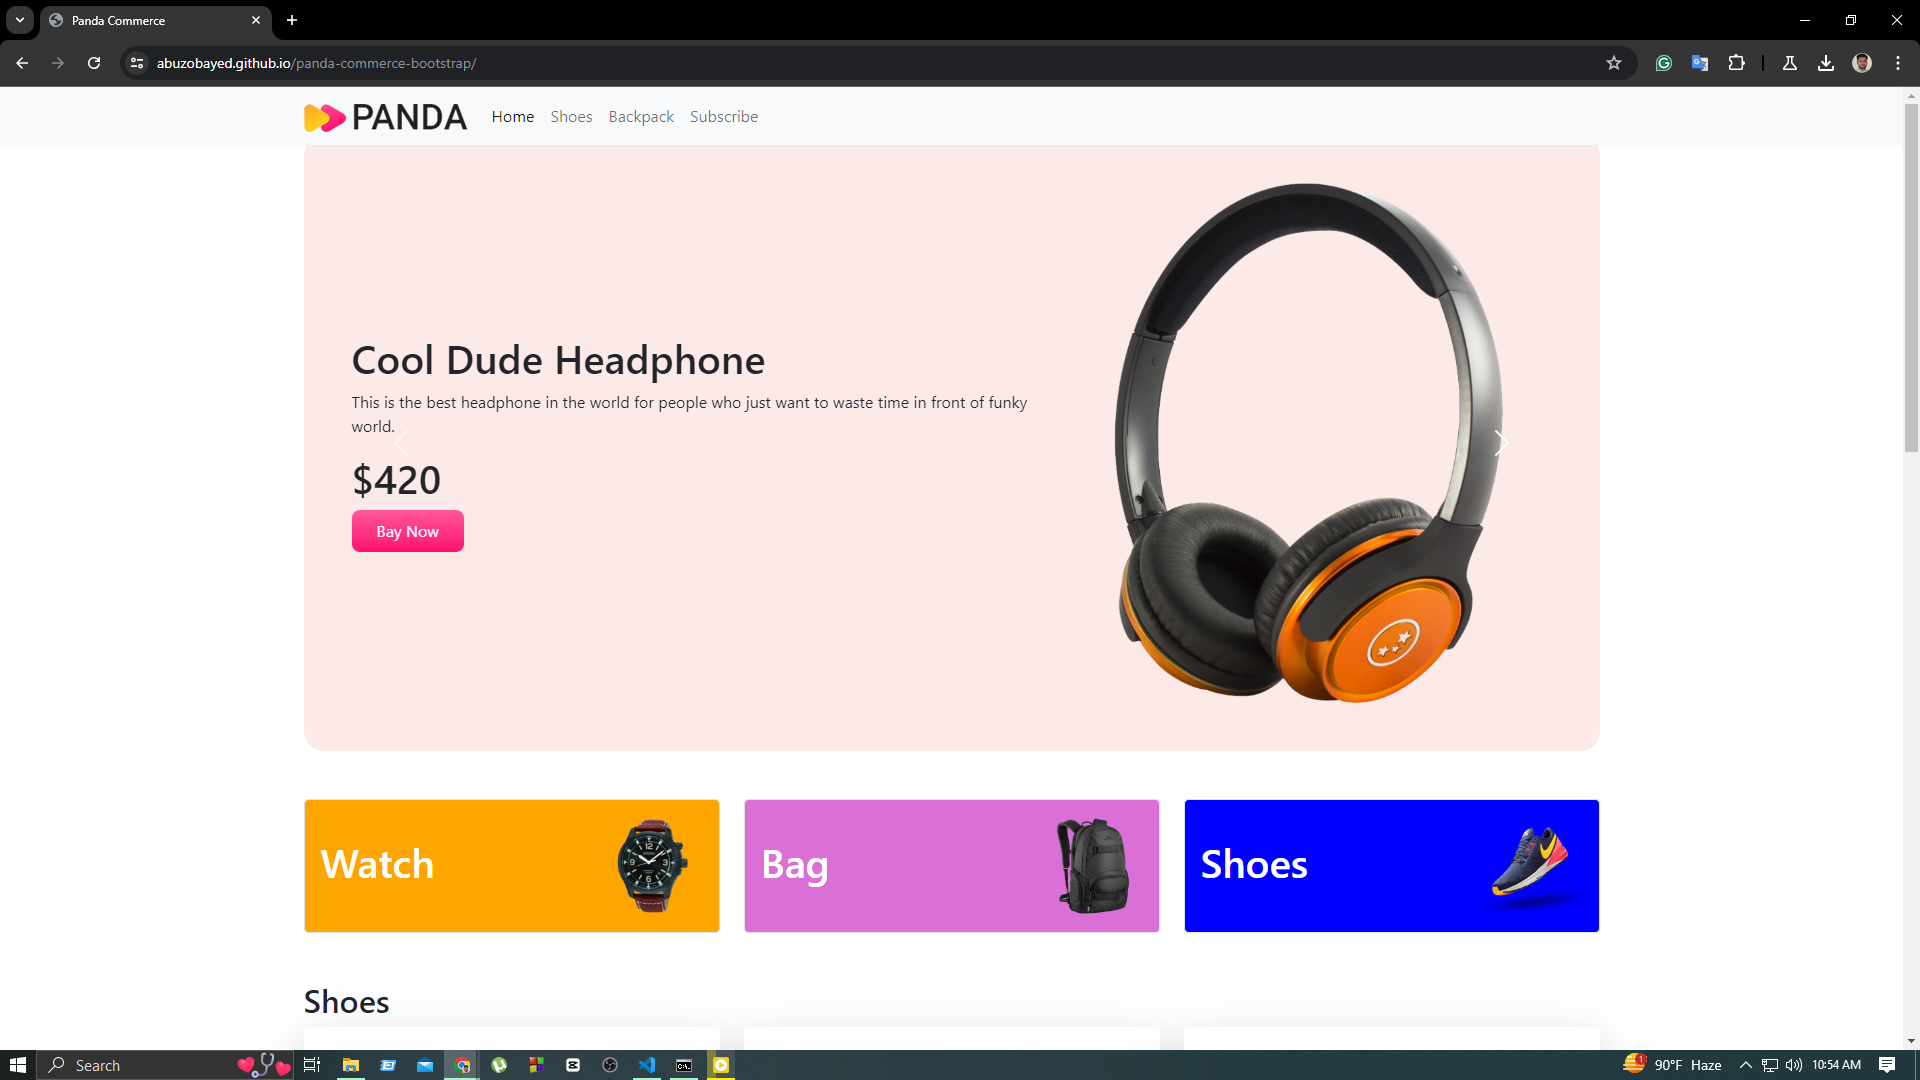 Panda Commerce
abuzobayed.github.io/panda-commerce-bootstrap/
PANDA
Home Shoes Backpack Subscribe
Cool Dude Headphone
This is the best headphone in the world for people who just want to waste time in front of funky
world.
$420
Bay Now
Watch
Bag
Shoes
Shoes
Search
1
90°F Haze
10:54 AM